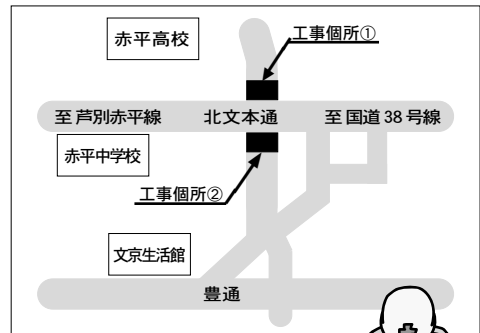 赤平高校
工事個所①
至芦別赤平線 北文本通 至国道38号線
赤平中学校
工事個所②
文京生活館
豊通